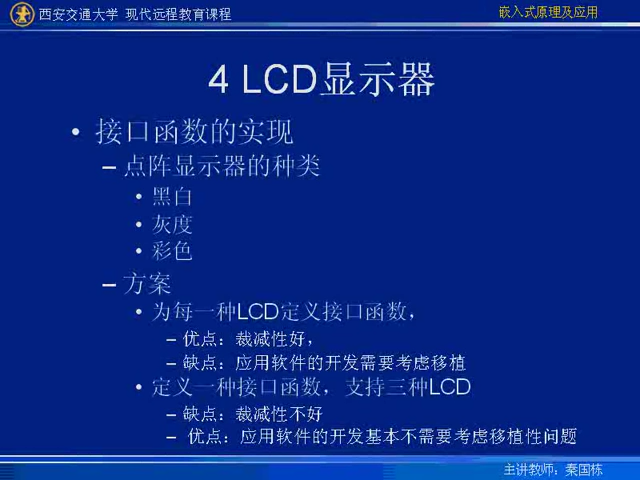 西安交通大学 现代远程教育课程
嵌入式原理及应用
4 LCD显示器
• 接口函数的实现
– 点阵显示器的种类
• 黑白
• 灰度
• 彩色
– 方案
• 为每一种LCD定义接口函数，
– 优点：裁减性好，
– 缺点：应用软件的开发需要考虑移植
• 定义一种接口函数，支持三种LCD
– 缺点：裁减性不好
– 优点：应用软件的开发基本不需要考虑移植性问题
主讲教师：秦国栋